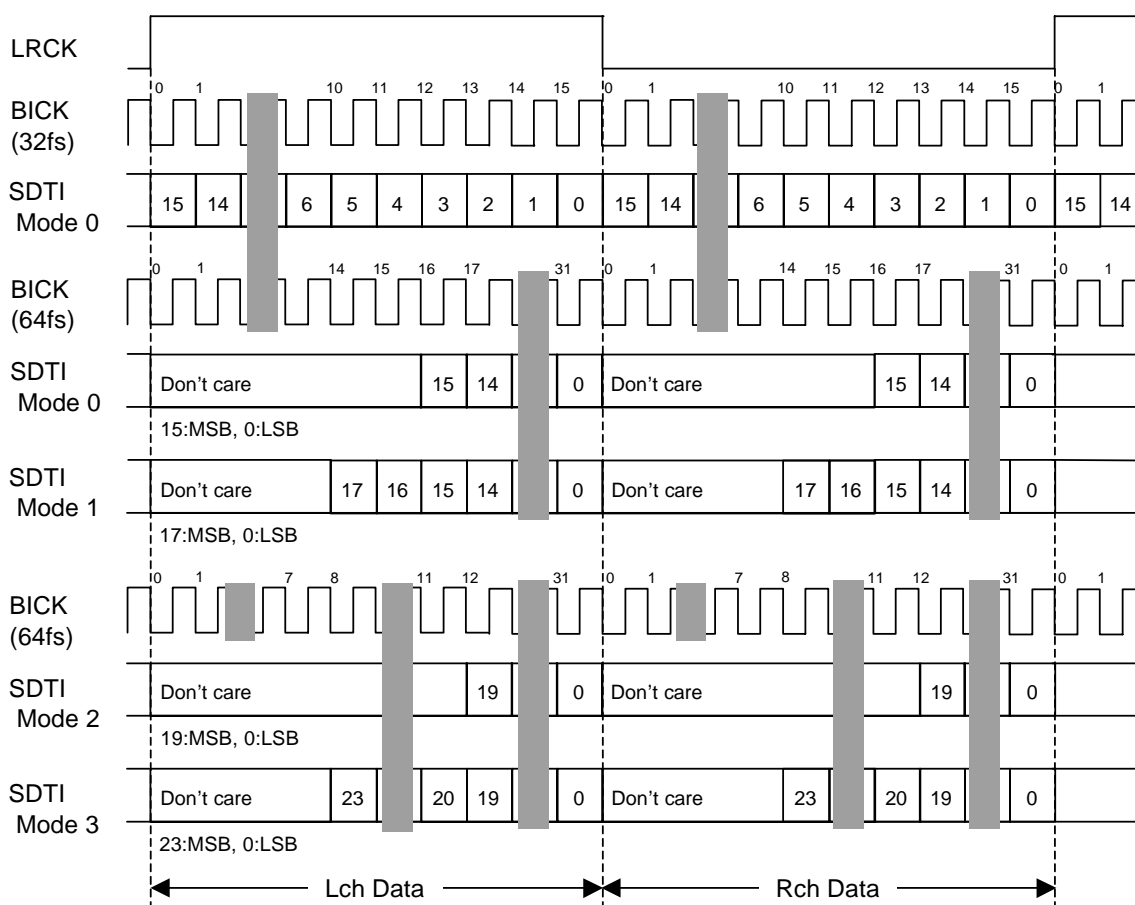 LRCK
0 1 10 11 12 13 14 15 0 1 10 11 12 13 14 15 0 1
BICK
(32fs)
SDTI
Mode 0
15 14 6 5 4 3 2 1 0 15 14 6 5 4 3 2 1 0 15 14
0 1 14 15 16 17 31 0 1 14 15 16 17 31 0 1
BICK
(64fs)
SDTI
Mode 0
Don't care 15 14 0 Don't care 15 14 0
15:MSB, 0:LSB
SDTI
Mode 1
Don't care 17 16 15 14 0 Don't care 17 16 15 14 0
17:MSB, 0:LSB
0 1 7 8 11 12 31 0 1 7 8 11 12 31 0 1
BICK
(64fs)
SDTI
Mode 2
Don't care 19 0 Don't care 19 0
19:MSB, 0:LSB
SDTI
Mode 3
Don't care 23 20 19 0 Don't care 23 20 19 0
23:MSB, 0:LSB
Lch Data Rch Data